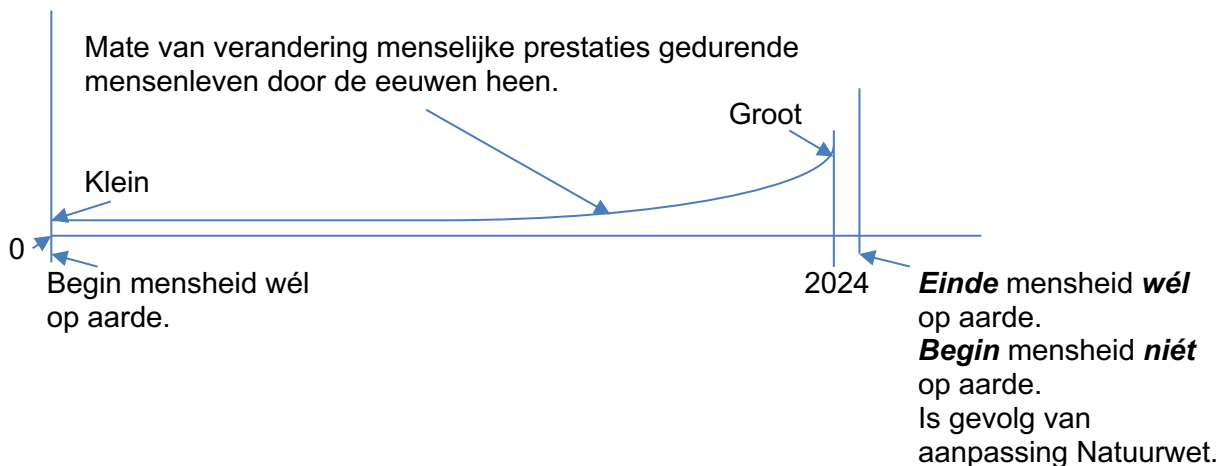 Mate van verandering menselijke prestaties gedurende
mensenleven door de eeuwen heen.
Groot
Klein
0
Begin mensheid wél
op aarde.
2024
Einde mensheid wél
op aarde.
Begin mensheid niét
op aarde.
Is gevolg van
aanpassing Natuurwet.